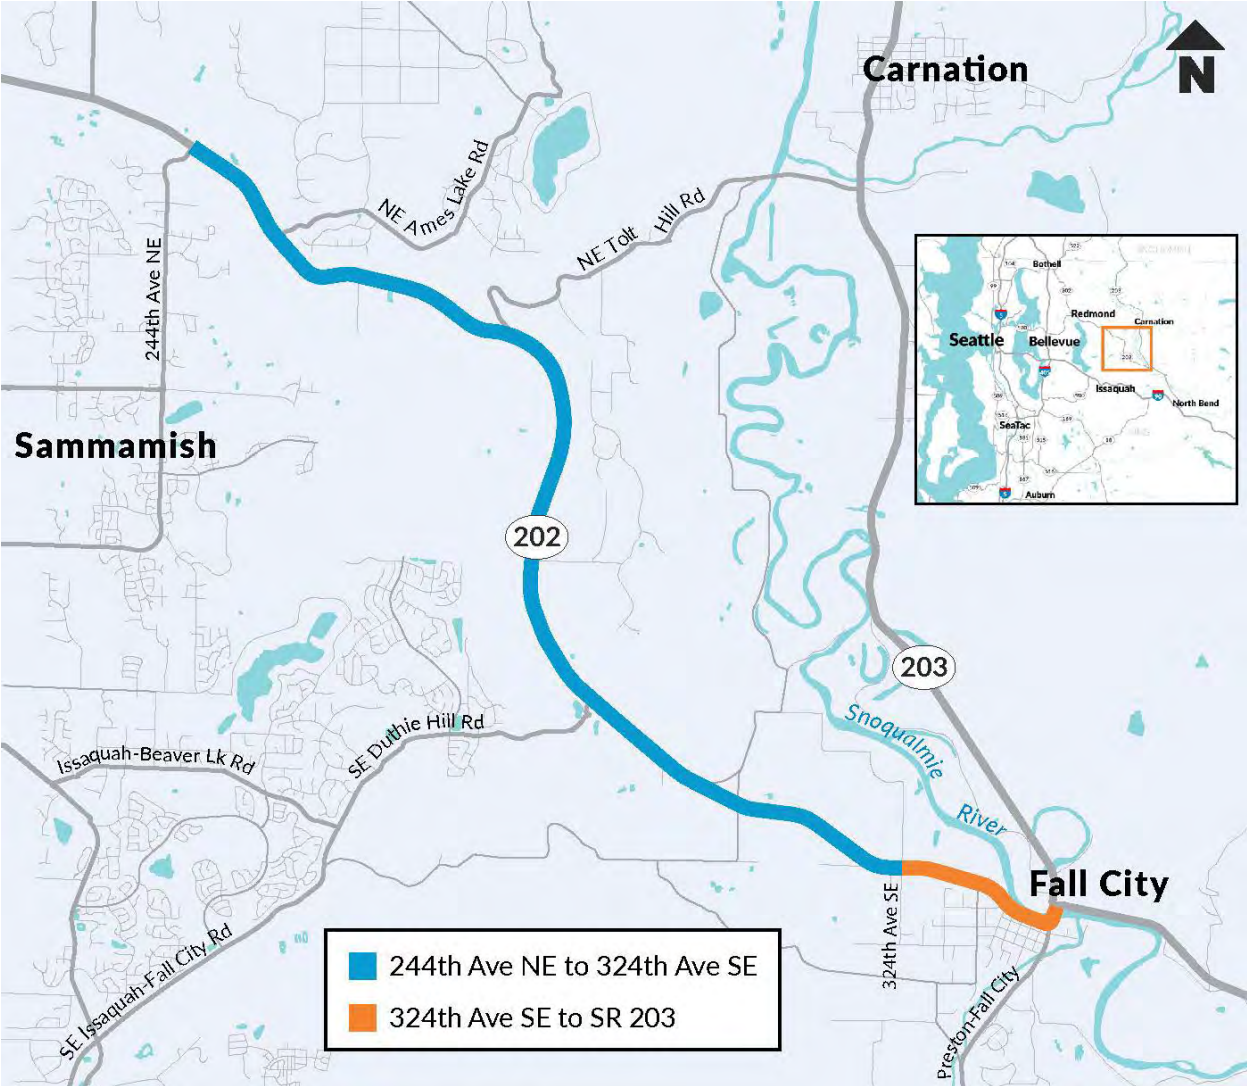 Carnation
N
NE Ames Lake Rd
NE Tolt Hill Rd
244th Ave NE
Bothell
Redmond
Carnation
Seattle
Bellevue
Issaquah
North Bend
SeaTac
Auburn
Sammamish
202
203
Snoqualmie
River
SE Duthie Hill Rd
Issaquah-Beaver Lk Rd
Fall City
324th Ave SE
SE Issaquah-Fall City Rd
Preston-Fall City
244th Ave NE to 324th Ave SE
324th Ave SE to SR 203